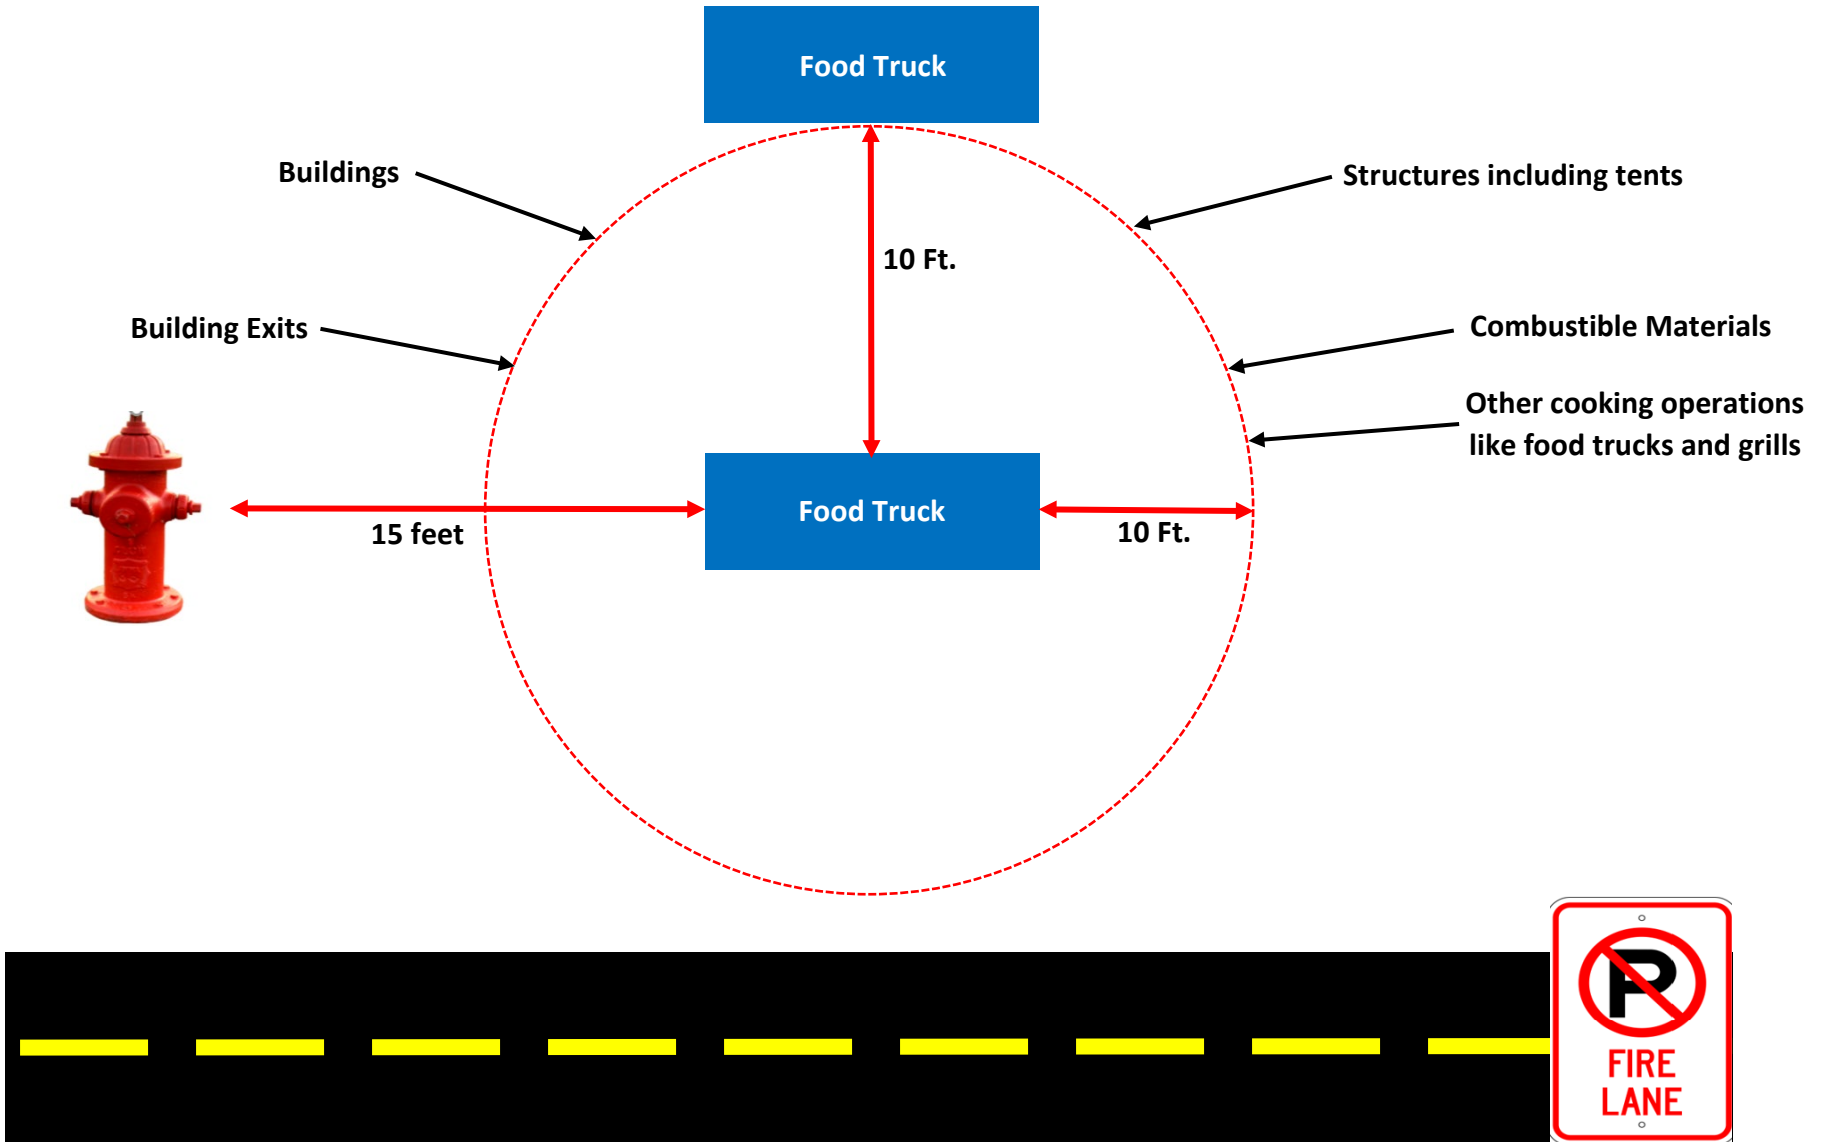 Food Truck
Buildings
Structures including tents
10 Ft.
Building Exits
Combustible Materials
Other cooking operations
like food trucks and grills
Food Truck
15 feet
10 Ft.
P
FIRE
LANE